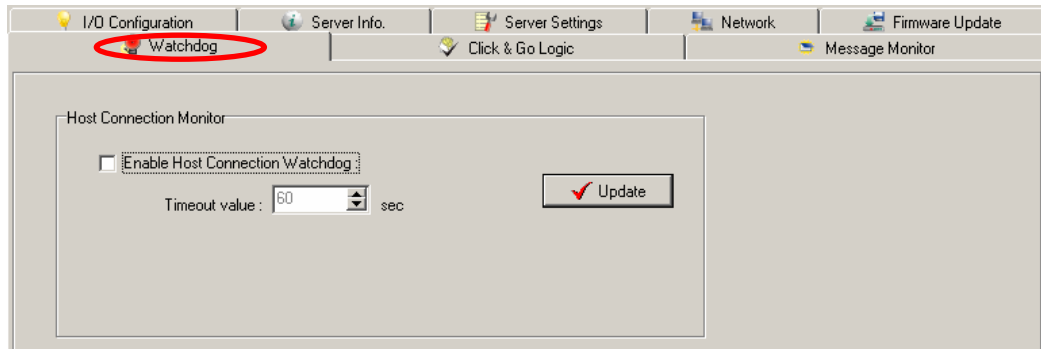 I/O Configuration Server Info. Server Settings Network Firmware Update
Watchdog Click & Go Logic Message Monitor
Host Connection Monitor
Enable Host Connection Watchdog :
Timeout value : 60 sec
Update